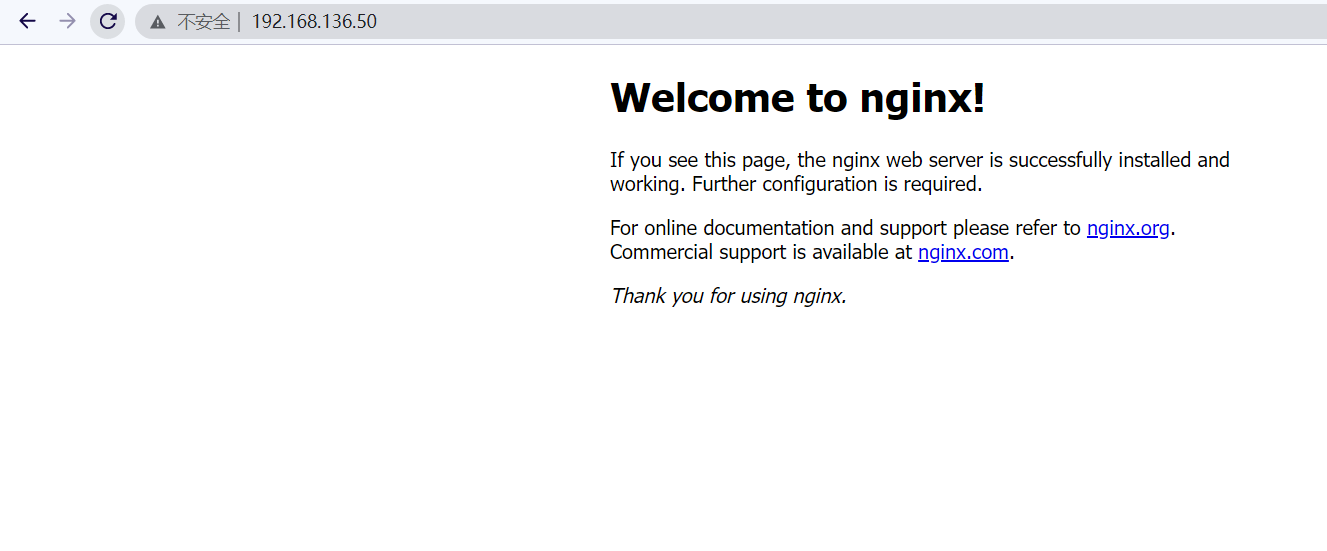 不安全 | 192.168.136.50
Welcome to nginx!
If you see this page, the nginx web server is successfully installed and
working. Further configuration is required.
For online documentation and support please refer to nginx.org.
Commercial support is available at nginx.com.
Thank you for using nginx.